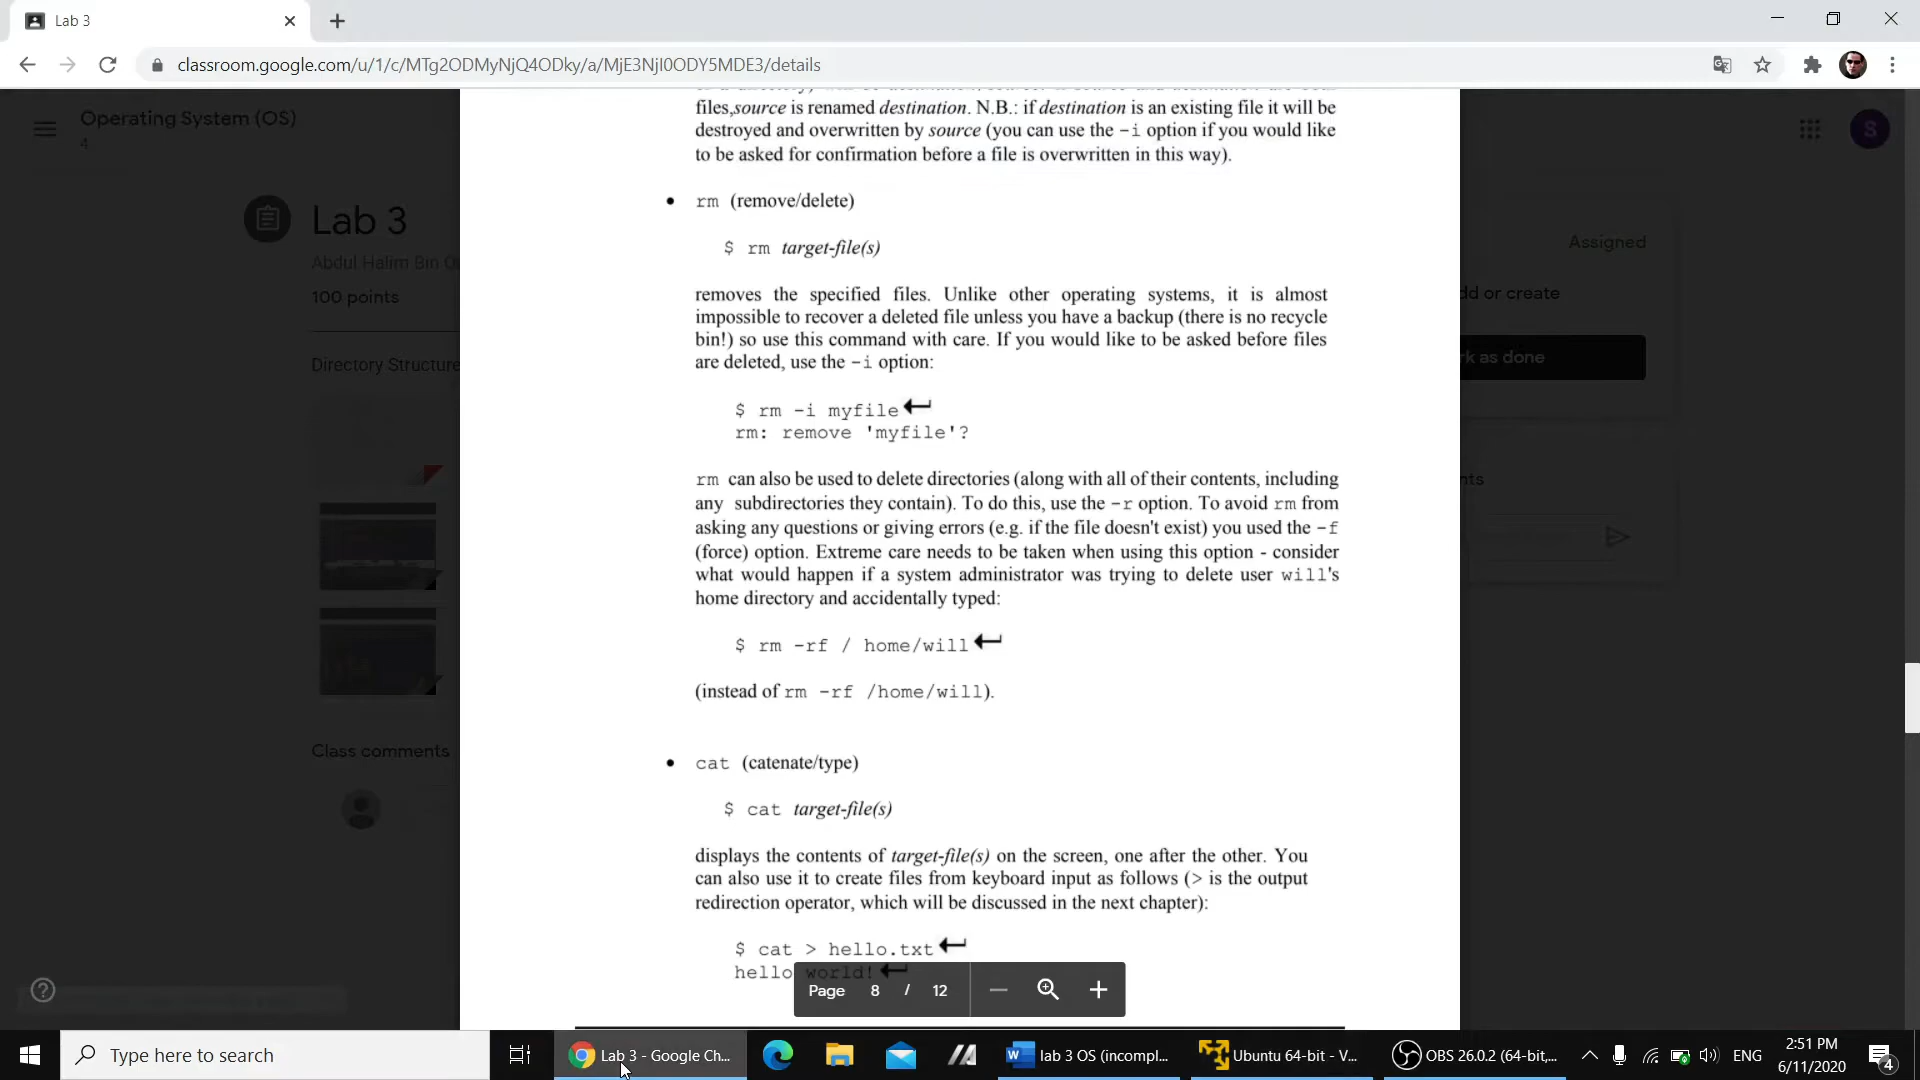 Lab 3
classroom.google.com/u/1/c/MTg2ODMyNjQ4ODky/a/MjE3NjI0ODY5MDE3/details
Operating System (OS)
4
S
Lab 3
Abdul Halim Bin
100 points
Assigned
dd or create
rk as done
Directory Structure
nts
Class comments
files,source is renamed destination. N.B.: if destination is an existing file it will be
destroyed and overwritten by source (you can use the -i option if you would like
to be asked for confirmation before a file is overwritten in this way).
• rm (remove/delete)
$ rm target-file(s)
removes the specified files. Unlike other operating systems, it is almost
impossible to recover a deleted file unless you have a backup (there is no recycle
bin!) so use this command with care. If you would like to be asked before files
are deleted, use the -i option:
$ rm -i myfile
rm: remove 'myfile'?
rm can also be used to delete directories (along with all of their contents, including
any subdirectories they contain). To do this, use the -r option. To avoid rm from
asking any questions or giving errors (e.g. if the file doesn't exist) you used the -f
(force) option. Extreme care needs to be taken when using this option - consider
what would happen if a system administrator was trying to delete user will's
home directory and accidentally typed:
$ rm -rf / home/will
(instead of rm -rf /home/will).
• cat (catenate/type)
$ cat target-file(s)
displays the contents of target-file(s) on the screen, one after the other. You
can also use it to create files from keyboard input as follows (> is the output
redirection operator, which will be discussed in the next chapter):
$ cat > hello.txt
hello world!
Page 8 / 12
Type here to search
Lab 3 - Google Ch...
lab 3 OS (incompl...
Ubuntu 64-bit - V...
OBS 26.0.2 (64-bit,...
ENG
2:51 PM
6/11/2020
4